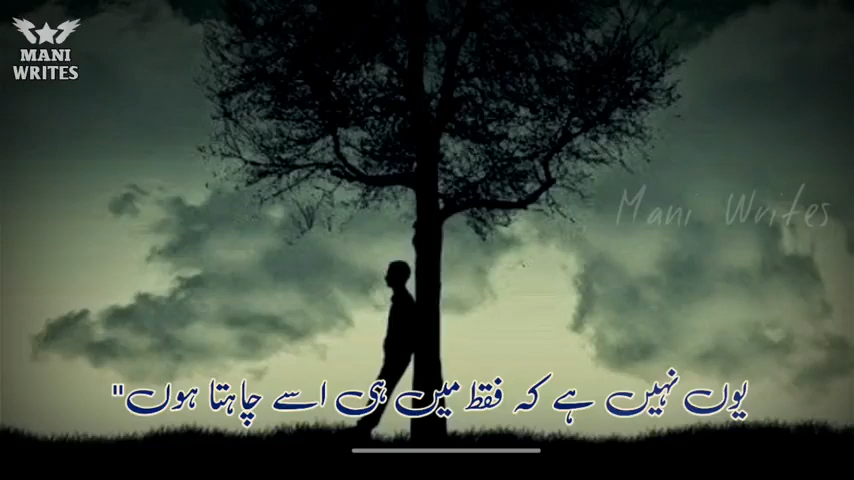 MANI
WRITES
Mani Writes
یوں نہیں ہے کہ فقط میں ہی اسے چاہتا ہوں"